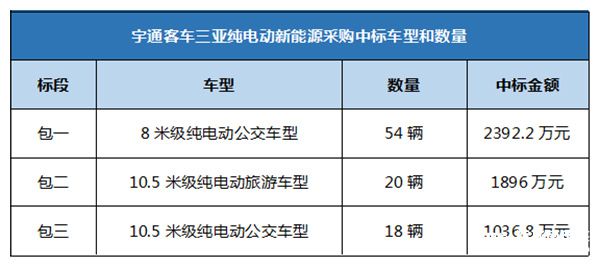 宇通客车三亚纯电动新能源采购中标车型和数量
标段 车型 数量 中标金额
包一 8 米级纯电动公交车型 54 辆 2392.2 万元
包二 10.5 米级纯电动旅游车型 20 辆 1896 万元
包三 10.5 米级纯电动公交车型 18 辆 1036.8 万元